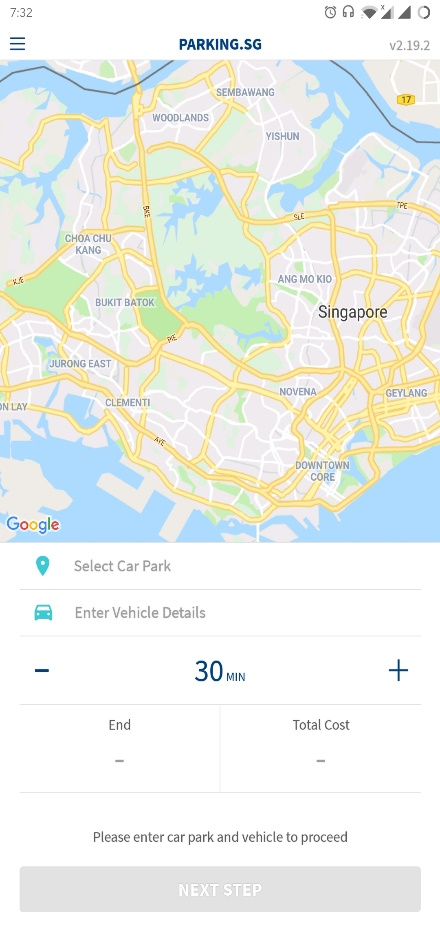 7:32
PARKING.SG
v2.19.2
17
SEMBAWANG
WOODLANDS
YISHUN
BKE
SLE
TPE
CHOA CHU
KANG
ANG MO KIO
KJE
BUKIT BATOK
Singapore
PIE
JURONG EAST
NOVENA
GEYLANG
ON LAY
CLEMENTI
AYE
DOWNTOWN
CORE
Google
Select Car Park
Enter Vehicle Details
- 30 MIN +
End
Total Cost
-
-
Please enter car park and vehicle to proceed
NEXT STEP